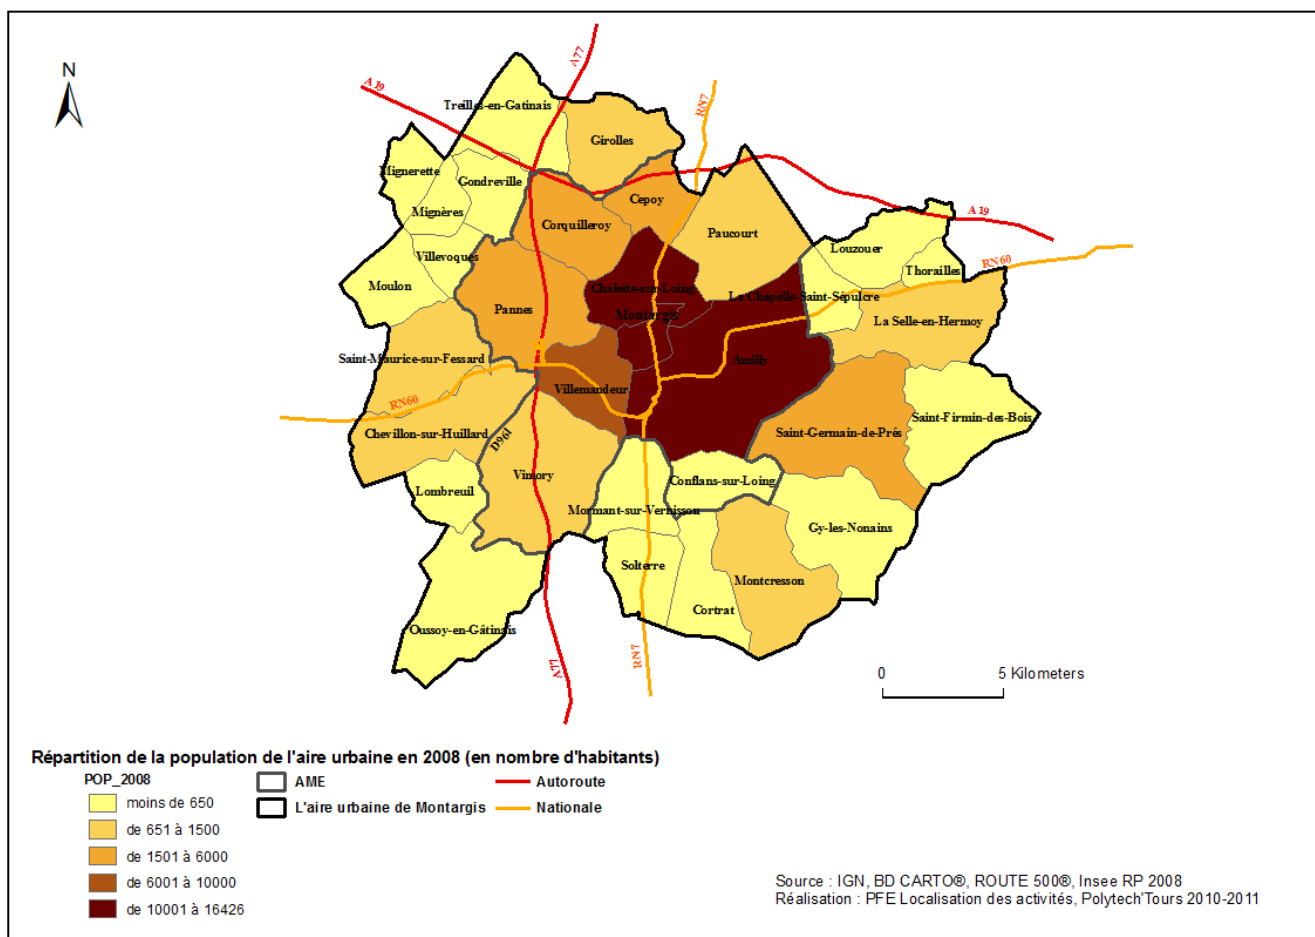 N
A77
A 19
RN7
Treilles-en-Gatinais
Girolles
Mignerette
Gondreville
Cepoy
Mignères
Corquilleroy
Paucourt
A 19
Louzouer
Villevoques
Thorailles
RN60
Moulon
Chalette-sur-Loing
La Chapelle-Saint-Sépulcre
Pannes
Montargis
La Selle-en-Hermoy
Saint-Maurice-sur-Fessard
Amilly
Villemandeur
RN60
Saint-Firmin-des-Bois
Chevillon-sur-Huillard
D961
Saint-Germain-de-Prés
Vimory
Conflans-sur-Loing
Lombreuil
Mormant-sur-Vernisson
Gy-les-Nonains
Solterre
Montcresson
Cortrat
Oussoy-en-Gâtinais
RN7
A77
0 5 Kilometers
Répartition de la population de l'aire urbaine en 2008 (en nombre d'habitants)
POP_2008
moins de 650
de 651 à 1500
de 1501 à 6000
de 6001 à 10000
de 10001 à 16426
AME
L'aire urbaine de Montargis
Autoroute
Nationale
Source : IGN, BD CARTO®, ROUTE 500®, Insee RP 2008
Réalisation : PFE Localisation des activités, Polytech'Tours 2010-2011